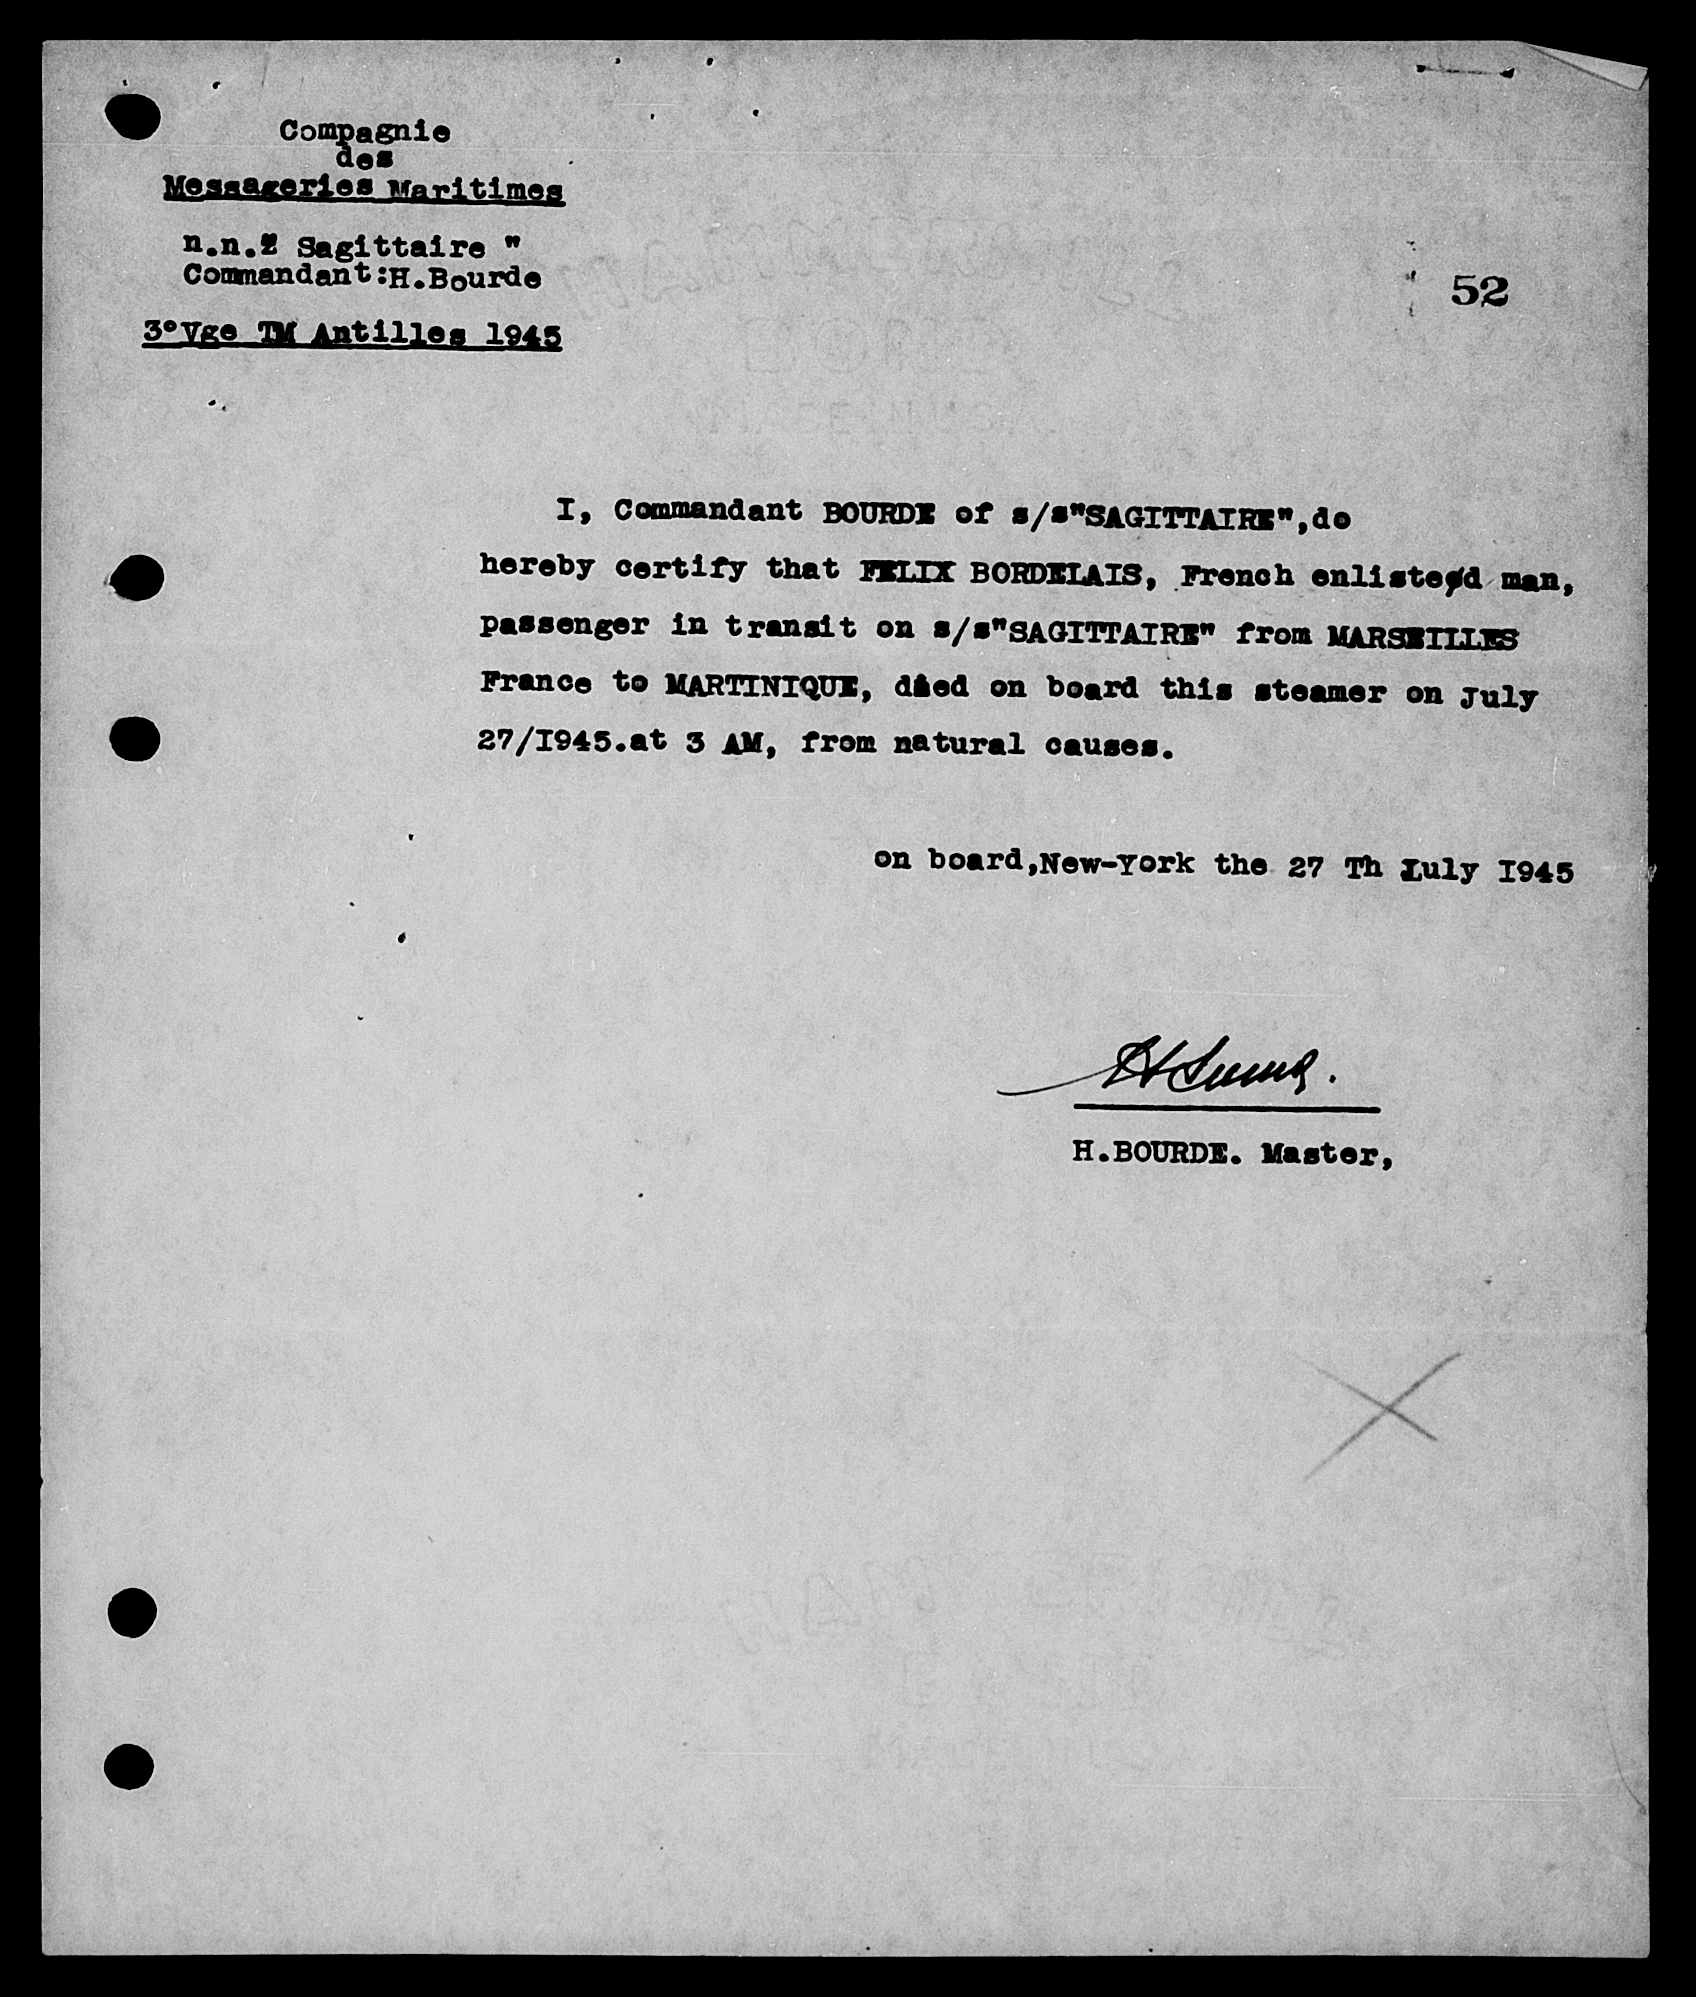 Compagnie
des
Messageries Maritimes
n.n." Sagittaire "
Commandant:H.Bourde
52
3°Vge TM Antilles 1945
I, Commandant BOURDE of s/s"SAGITTAIRE",do
hereby certify that FELIX BORDELAIS, French enlisted man,
passenger in transit on s/s"SAGITTAIRE" from MARSEILLES
France to MARTINIQUE, died on board this steamer on July
27/I945.at 3 AM, from natural causes.
on board,New-York the 27 Th Iuly I945
H.BOURDE. Master,